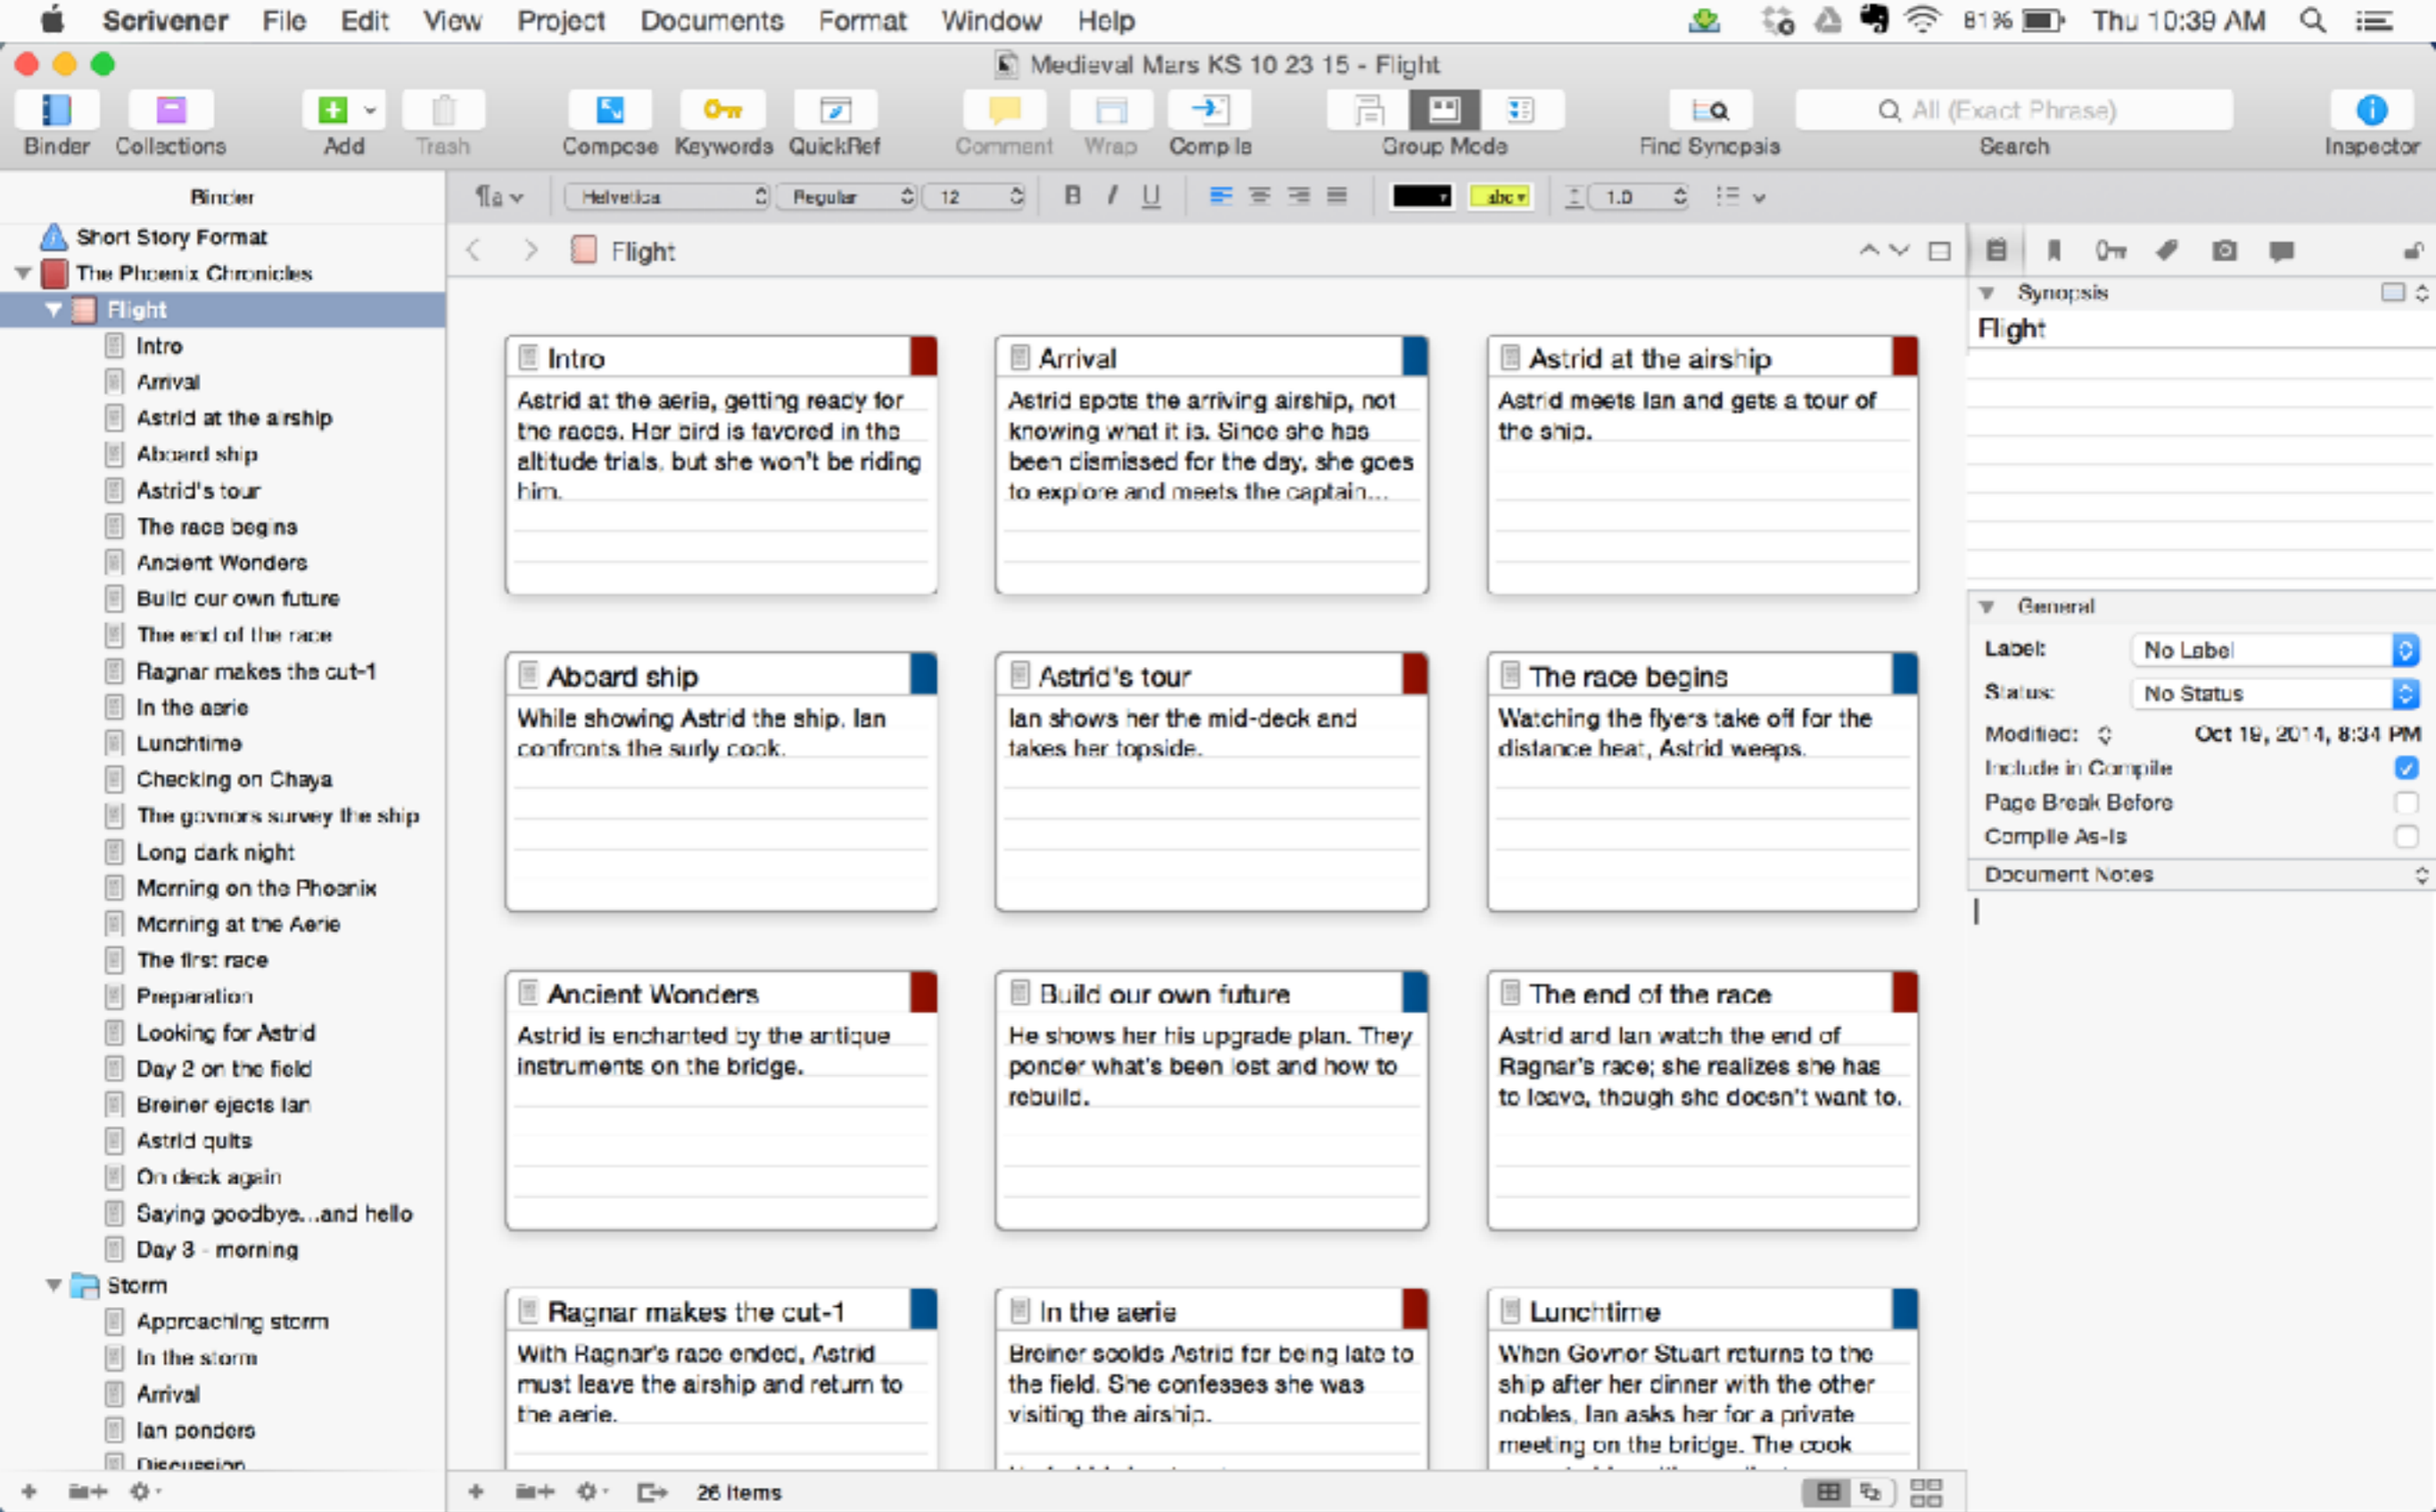 Scrivener File Edit View Project Documents Format Window Help 81% Thu 10:39 AM
Medieval Mars KS 10 23 15 - Flight
All (Exact Phrase)
Binder Collections Add Trash Compose Keywords QuickRef Comment Wrap Compile Group Mode Find Synopsis Search Inspector
Binder
¶a Helvetica Regular 12 B I U abc 1.0
Short Story Format
The Phoenix Chronicles
Flight
Intro
Arrival
Astrid at the airship
Aboard ship
Astrid's tour
The race begins
Ancient Wonders
Build our own future
The end of the race
Ragnar makes the cut-1
In the aerie
Lunchtime
Checking on Chaya
The govnors survey the ship
Long dark night
Morning on the Phoenix
Morning at the Aerie
The first race
Preparation
Looking for Astrid
Day 2 on the field
Breiner ejects Ian
Astrid quits
On deck again
Saying goodbye...and hello
Day 3 - morning
Storm
Approaching storm
In the storm
Arrival
Ian ponders
Discussion
Flight
Intro
Astrid at the aerie, getting ready for
the races. Her bird is favored in the
altitude trials, but she won't be riding
him.
Arrival
Astrid spots the arriving airship, not
knowing what it is. Since she has
been dismissed for the day, she goes
to explore and meets the captain...
Astrid at the airship
Astrid meets Ian and gets a tour of
the ship.
Aboard ship
While showing Astrid the ship, Ian
confronts the surly cook.
Astrid's tour
Ian shows her the mid-deck and
takes her topside.
The race begins
Watching the flyers take off for the
distance heat, Astrid weeps.
Ancient Wonders
Astrid is enchanted by the antique
instruments on the bridge.
Build our own future
He shows her his upgrade plan. They
ponder what's been lost and how to
rebuild.
The end of the race
Astrid and Ian watch the end of
Ragnar's race; she realizes she has
to leave, though she doesn't want to.
Ragnar makes the cut-1
With Ragnar's race ended, Astrid
must leave the airship and return to
the aerie.
In the aerie
Breiner scolds Astrid for being late to
the field. She confesses she was
visiting the airship.
Lunchtime
When Govnor Stuart returns to the
ship after her dinner with the other
nobles, Ian asks her for a private
meeting on the bridge. The cook
26 items
Synopsis
Flight
General
Label: No Label
Status: No Status
Modified: Oct 19, 2014, 8:34 PM
Include in Compile
Page Break Before
Compile As-Is
Document Notes